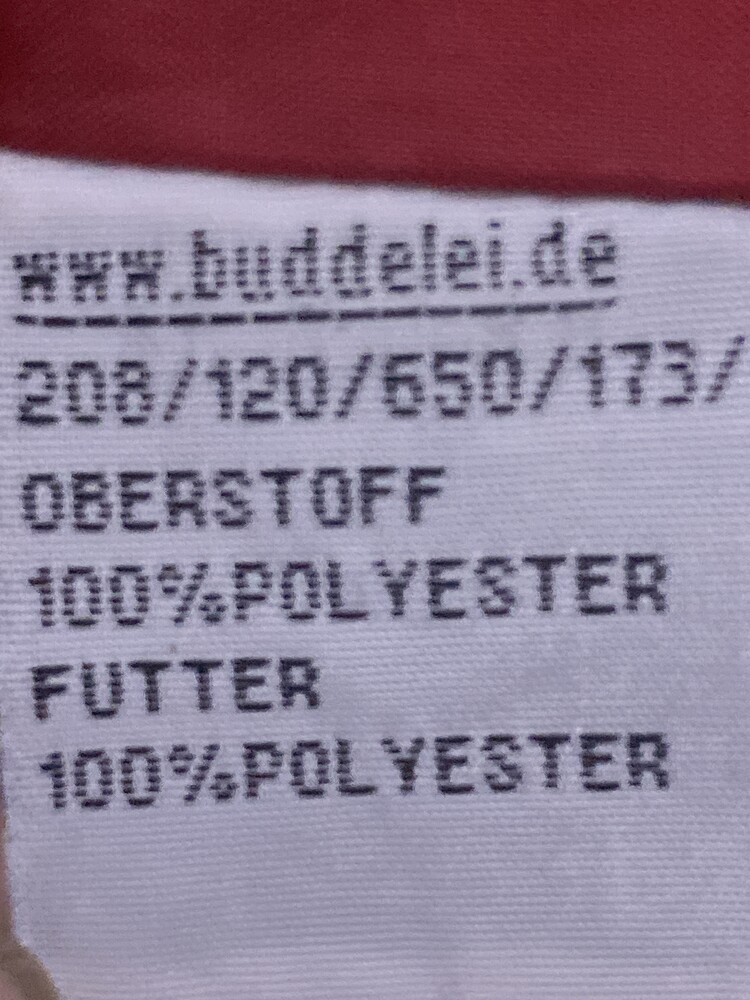 www.buddelei.de
208/120/650/173/
OBERSTOFF
100%POLYESTER
FUTTER
100%POLYESTER